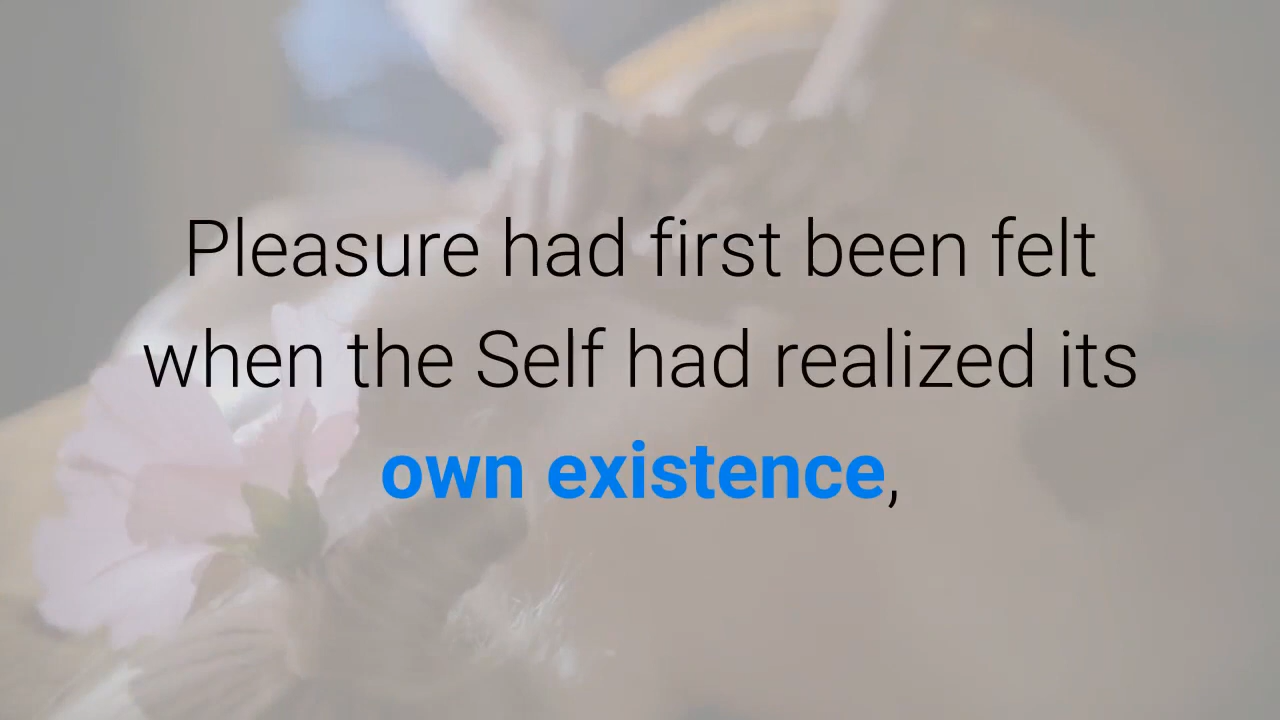 Pleasure had first been felt
when the Self had realized its
own existence,